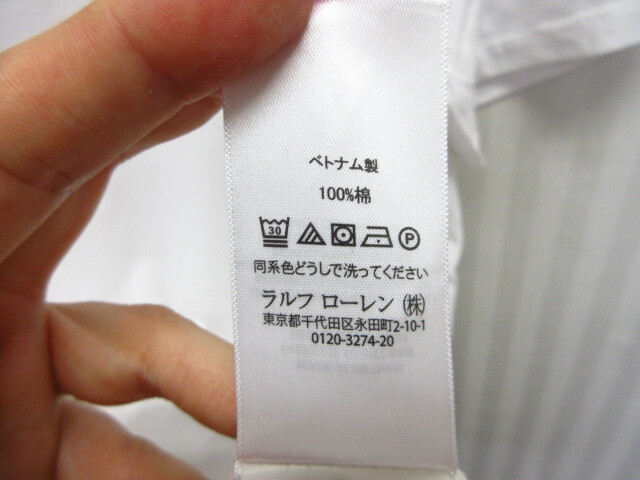 ベトナム製
100%棉
30 P
同系色どうしで洗ってください
ラルフ ローレン (株)
東京都千代田区永田町2-10-1
0120-3274-20